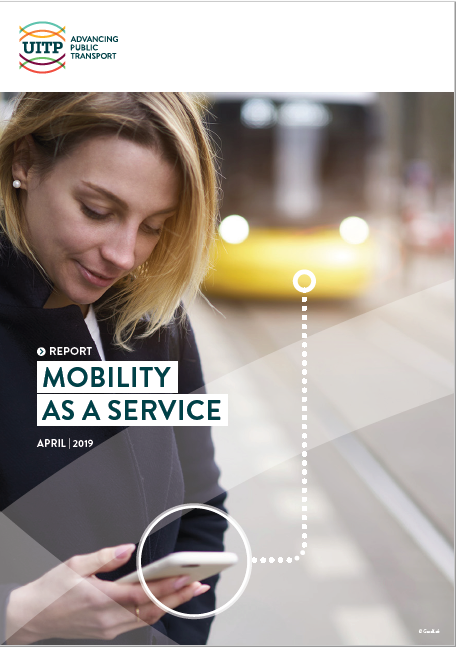 UITP
ADVANCING
PUBLIC
TRANSPORT
REPORT
MOBILITY
AS A SERVICE
APRIL | 2019